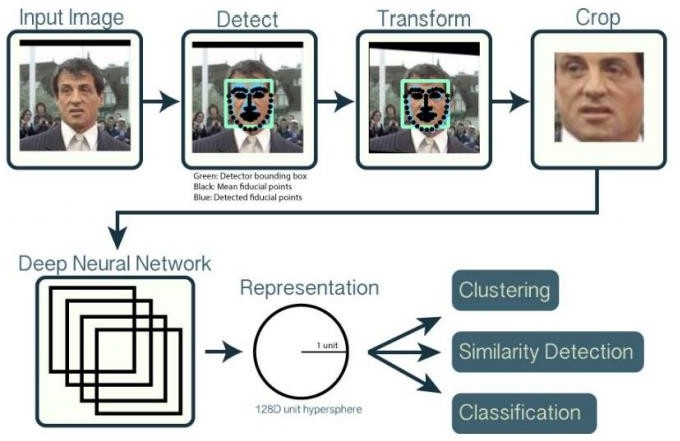 Input Image
Detect
Transform
Crop
Green: Detector bounding box
Black: Mean fiducial points
Blue: Detected fiducial points
Deep Neural Network
Representation
1 unit
128D unit hypersphere
Clustering
Similarity Detection
Classification